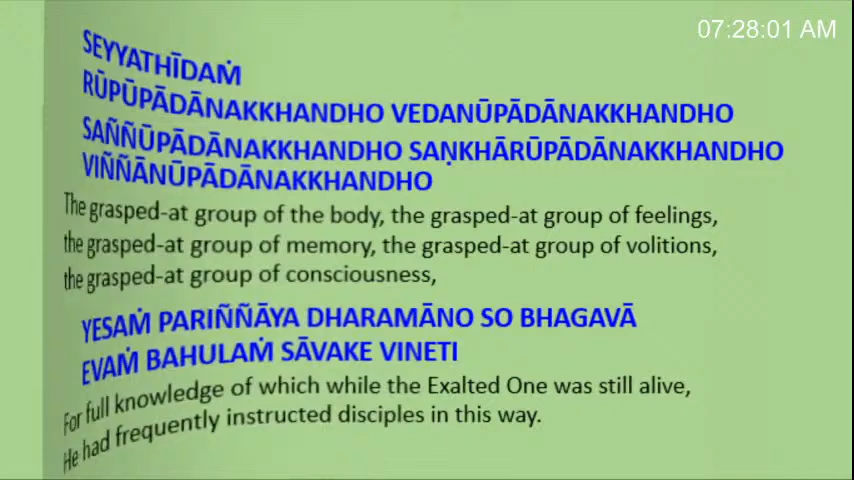 07:28:01 AM
SEYYATHĪDAṀ
RŪPŪPĀDĀNAKKHANDHO VEDANŪPĀDĀNAKKHANDHO
SAÑÑŪPĀDĀNAKKHANDHO SAṆKHĀRŪPĀDĀNAKKHANDHO
VIÑÑĀNŪPĀDĀNAKKHANDHO
The grasped-at group of the body, the grasped-at group of feelings,
the grasped-at group of memory, the grasped-at group of volitions,
the grasped-at group of consciousness,
YESAṀ PARIÑÑĀYA DHARAMĀNO SO BHAGAVĀ
EVAṀ BAHULAṀ SĀVAKE VINETI
For full knowledge of which while the Exalted One was still alive,
He had frequently instructed disciples in this way.